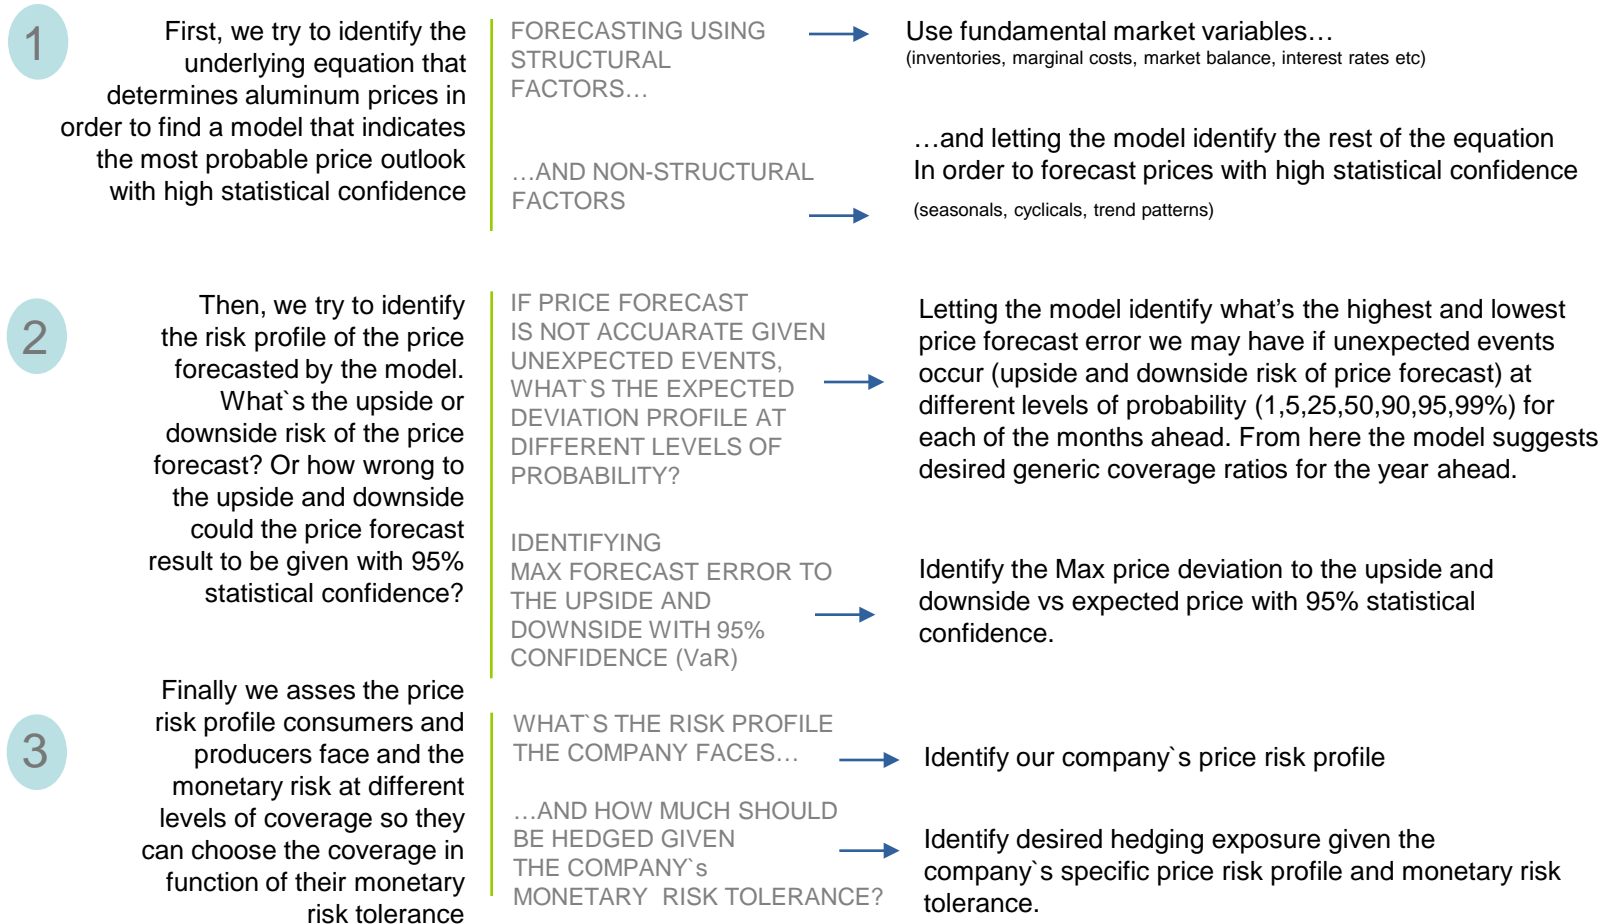 1
First, we try to identify the
underlying equation that
determines aluminum prices in
order to find a model that indicates
the most probable price outlook
with high statistical confidence
FORECASTING USING
STRUCTURAL
FACTORS…
Use fundamental market variables…
(inventories, marginal costs, market balance, interest rates etc)
…AND NON-STRUCTURAL
FACTORS
…and letting the model identify the rest of the equation
In order to forecast prices with high statistical confidence
(seasonals, cyclicals, trend patterns)
2
Then, we try to identify
the risk profile of the price
forecasted by the model.
What`s the upside or
downside risk of the price
forecast? Or how wrong to
the upside and downside
could the price forecast
result to be given with 95%
statistical confidence?
IF PRICE FORECAST
IS NOT ACCUARATE GIVEN
UNEXPECTED EVENTS,
WHAT`S THE EXPECTED
DEVIATION PROFILE AT
DIFFERENT LEVELS OF
PROBABILITY?
Letting the model identify what’s the highest and lowest
price forecast error we may have if unexpected events
occur (upside and downside risk of price forecast) at
different levels of probability (1,5,25,50,90,95,99%) for
each of the months ahead. From here the model suggests
desired generic coverage ratios for the year ahead.
IDENTIFYING
MAX FORECAST ERROR TO
THE UPSIDE AND
DOWNSIDE WITH 95%
CONFIDENCE (VaR)
Identify the Max price deviation to the upside and
downside vs expected price with 95% statistical
confidence.
3
Finally we asses the price
risk profile consumers and
producers face and the
monetary risk at different
levels of coverage so they
can choose the coverage in
function of their monetary
risk tolerance
WHAT`S THE RISK PROFILE
THE COMPANY FACES…
Identify our company`s price risk profile
…AND HOW MUCH SHOULD
BE HEDGED GIVEN
THE COMPANY`s
MONETARY RISK TOLERANCE?
Identify desired hedging exposure given the
company`s specific price risk profile and monetary risk
tolerance.